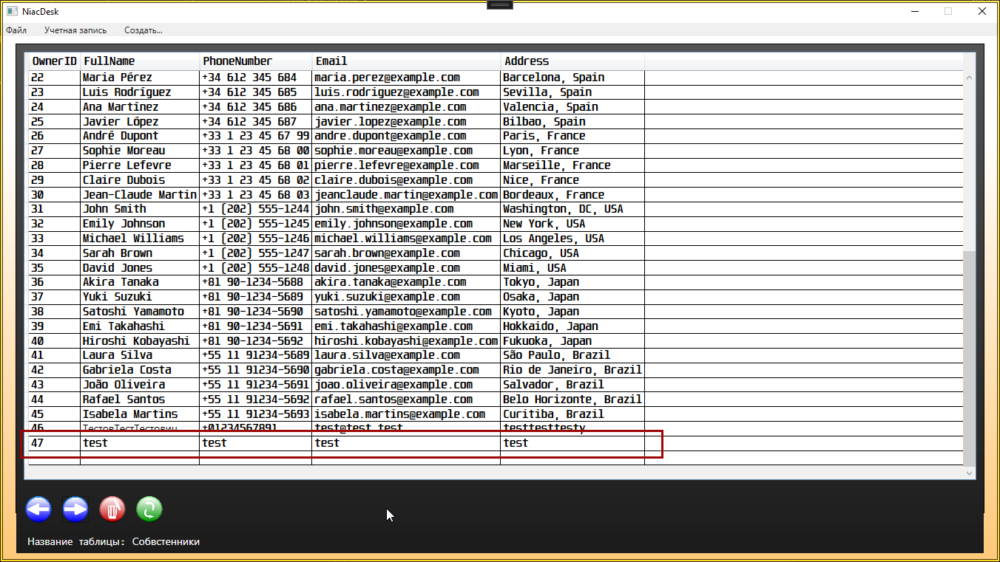 NiacDesk
Файл Учетная запись Создать...
OwnerID FullName PhoneNumber Email Address
22 Maria Pérez +34 612 345 684 maria.perez@example.com Barcelona, Spain
23 Luis Rodríguez +34 612 345 685 luis.rodriguez@example.com Sevilla, Spain
24 Ana Martínez +34 612 345 686 ana.martinez@example.com Valencia, Spain
25 Javier López +34 612 345 687 javier.lopez@example.com Bilbao, Spain
26 André Dupont +33 1 23 45 67 99 andre.dupont@example.com Paris, France
27 Sophie Moreau +33 1 23 45 68 00 sophie.moreau@example.com Lyon, France
28 Pierre Lefevre +33 1 23 45 68 01 pierre.lefevre@example.com Marseille, France
29 Claire Dubois +33 1 23 45 68 02 claire.dubois@example.com Nice, France
30 Jean-Claude Martin +33 1 23 45 68 03 jeanclaude.martin@example.com Bordeaux, France
31 John Smith +1 (202) 555-1244 john.smith@example.com Washington, DC, USA
32 Emily Johnson +1 (202) 555-1245 emily.johnson@example.com New York, USA
33 Michael Williams +1 (202) 555-1246 michael.williams@example.com Los Angeles, USA
34 Sarah Brown +1 (202) 555-1247 sarah.brown@example.com Chicago, USA
35 David Jones +1 (202) 555-1248 david.jones@example.com Miami, USA
36 Akira Tanaka +81 90-1234-5688 akira.tanaka@example.com Tokyo, Japan
37 Yuki Suzuki +81 90-1234-5689 yuki.suzuki@example.com Osaka, Japan
38 Satoshi Yamamoto +81 90-1234-5690 satoshi.yamamoto@example.com Kyoto, Japan
39 Emi Takahashi +81 90-1234-5691 emi.takahashi@example.com Hokkaido, Japan
40 Hiroshi Kobayashi +81 90-1234-5692 hiroshi.kobayashi@example.com Fukuoka, Japan
41 Laura Silva +55 11 91234-5689 laura.silva@example.com São Paulo, Brazil
42 Gabriela Costa +55 11 91234-5690 gabriela.costa@example.com Rio de Janeiro, Brazil
43 João Oliveira +55 11 91234-5691 joao.oliveira@example.com Salvador, Brazil
44 Rafael Santos +55 11 91234-5692 rafael.santos@example.com Belo Horizonte, Brazil
45 Isabela Martins +55 11 91234-5693 isabela.martins@example.com Curitiba, Brazil
46 ТестовТестТестович +01234567891 test@test.test testtesttesty
47 test test test test
Название таблицы: Собвстенники